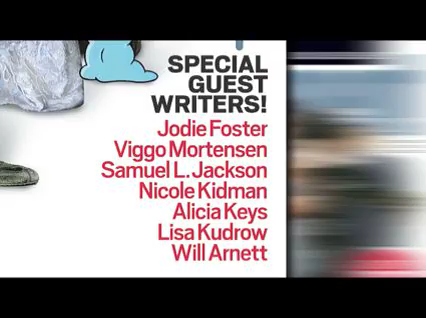 SPECIAL
GUEST
WRITERS!
Jodie Foster
Viggo Mortensen
Samuel L. Jackson
Nicole Kidman
Alicia Keys
Lisa Kudrow
Will Arnett